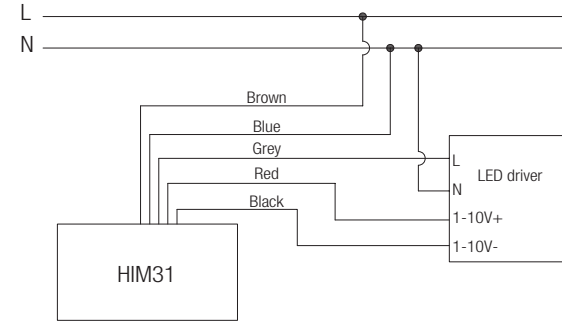 L
N
Brown
Blue
Grey
Red
Black
L
N
LED driver
1-10V+
1-10V-
HIM31